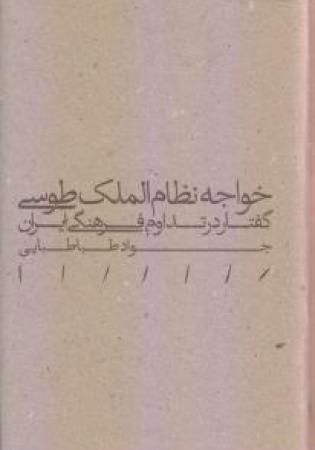 خواجه نظام الملک طوسی
گفتار در تداوم فرهنگی ایران
جواد طباطبایی